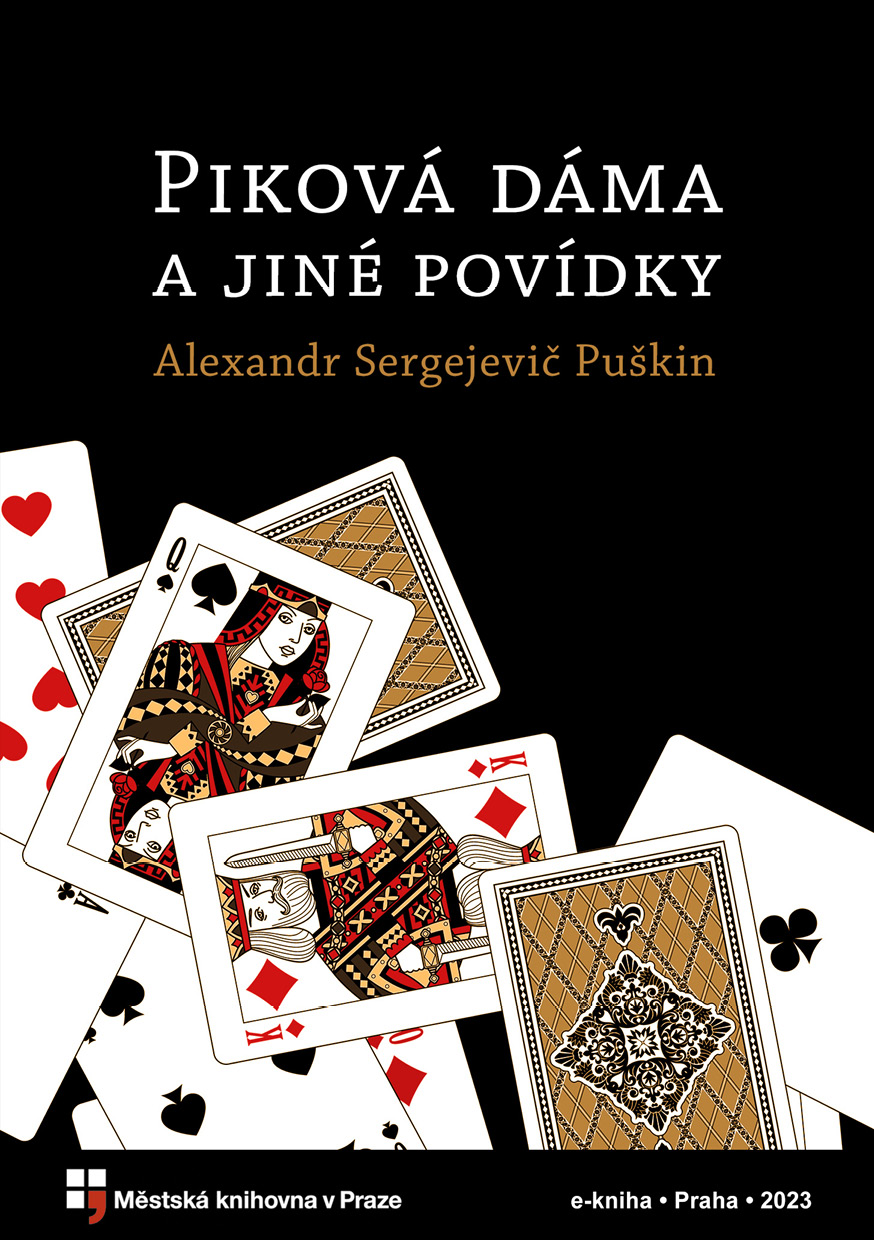 Piková dáma
a jiné povídky
Alexandr Sergejevič Puškin
Q
K
A
K
Q
Městská knihovna v Praze
e-kniha • Praha • 2023